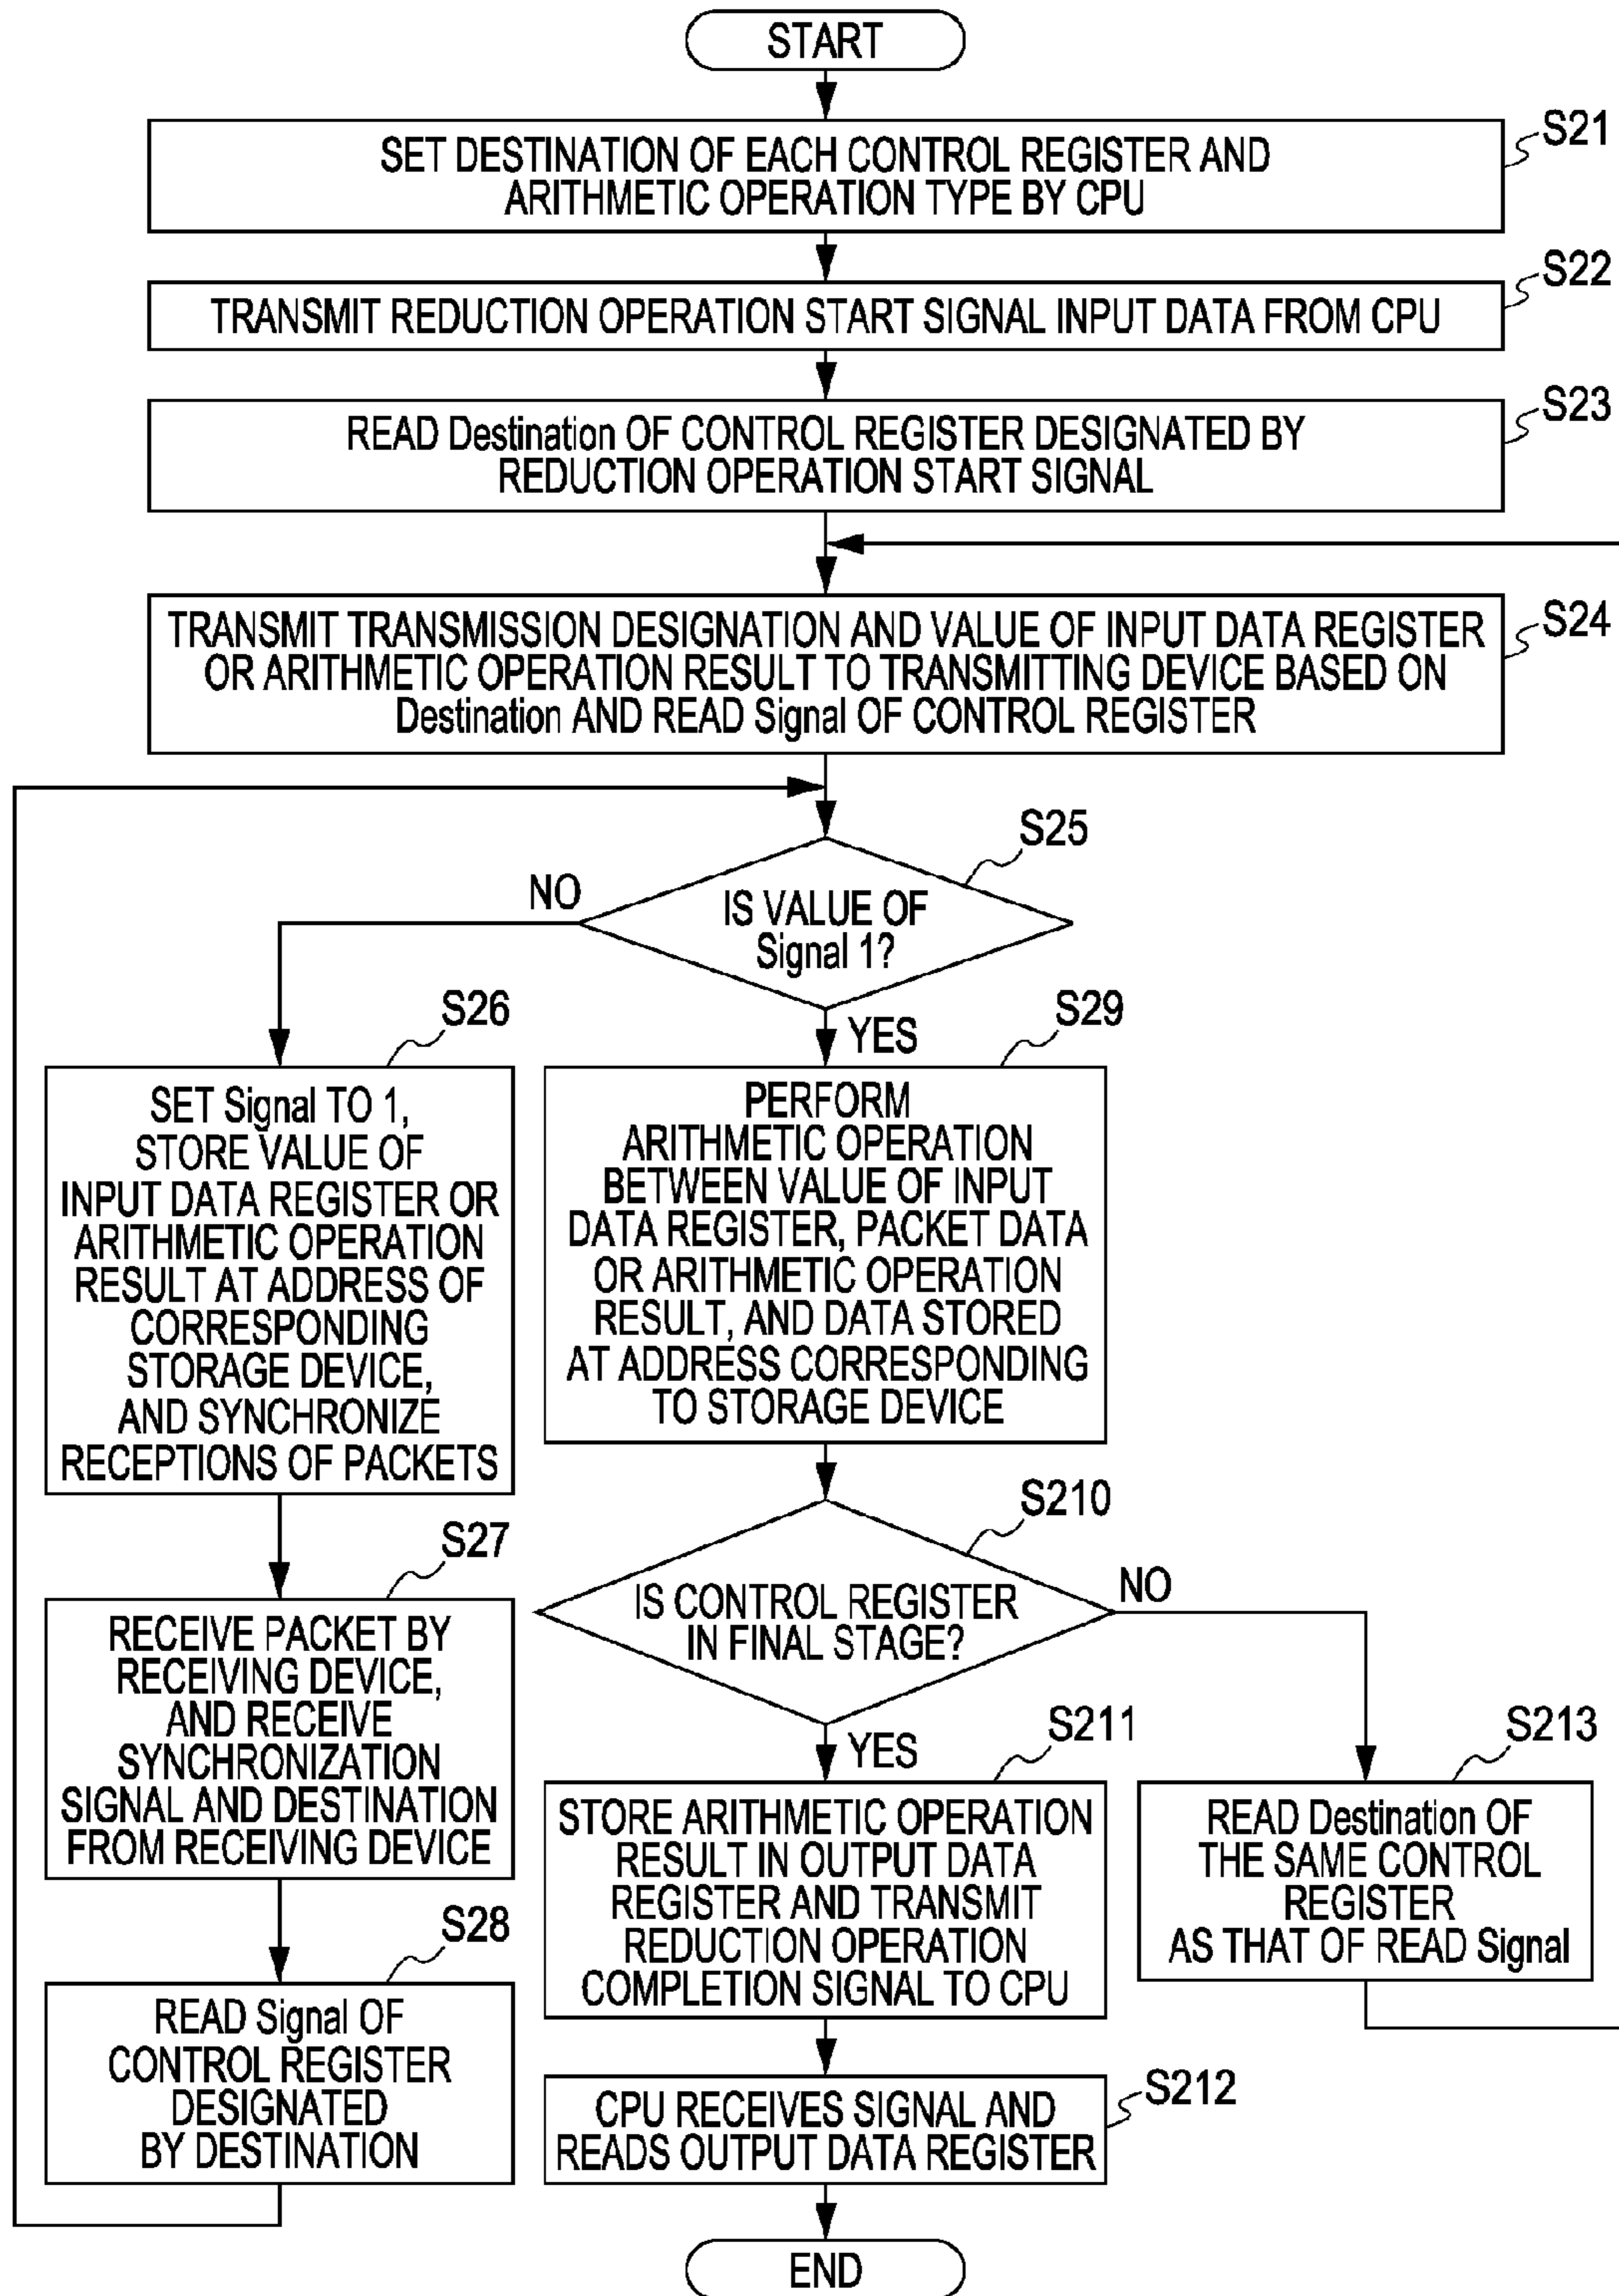 START
SET DESTINATION OF EACH CONTROL REGISTER AND
ARITHMETIC OPERATION TYPE BY CPU
S21
TRANSMIT REDUCTION OPERATION START SIGNAL INPUT DATA FROM CPU
S22
READ Destination OF CONTROL REGISTER DESIGNATED BY
REDUCTION OPERATION START SIGNAL
S23
TRANSMIT TRANSMISSION DESIGNATION AND VALUE OF INPUT DATA REGISTER
OR ARITHMETIC OPERATION RESULT TO TRANSMITTING DEVICE BASED ON
Destination AND READ Signal OF CONTROL REGISTER
S24
S25
IS VALUE OF
Signal 1?
NO
YES
S26
SET Signal TO 1,
STORE VALUE OF
INPUT DATA REGISTER OR
ARITHMETIC OPERATION
RESULT AT ADDRESS OF
CORRESPONDING
STORAGE DEVICE,
AND SYNCHRONIZE
RECEPTIONS OF PACKETS
S27
RECEIVE PACKET BY
RECEIVING DEVICE,
AND RECEIVE
SYNCHRONIZATION
SIGNAL AND DESTINATION
FROM RECEIVING DEVICE
S28
READ Signal OF
CONTROL REGISTER
DESIGNATED
BY DESTINATION
S29
PERFORM
ARITHMETIC OPERATION
BETWEEN VALUE OF INPUT
DATA REGISTER, PACKET DATA
OR ARITHMETIC OPERATION
RESULT, AND DATA STORED
AT ADDRESS CORRESPONDING
TO STORAGE DEVICE
S210
IS CONTROL REGISTER
IN FINAL STAGE?
NO
YES
S211
STORE ARITHMETIC OPERATION
RESULT IN OUTPUT DATA
REGISTER AND TRANSMIT
REDUCTION OPERATION
COMPLETION SIGNAL TO CPU
S213
READ Destination OF
THE SAME CONTROL
REGISTER
AS THAT OF READ Signal
S212
CPU RECEIVES SIGNAL AND
READS OUTPUT DATA REGISTER
END